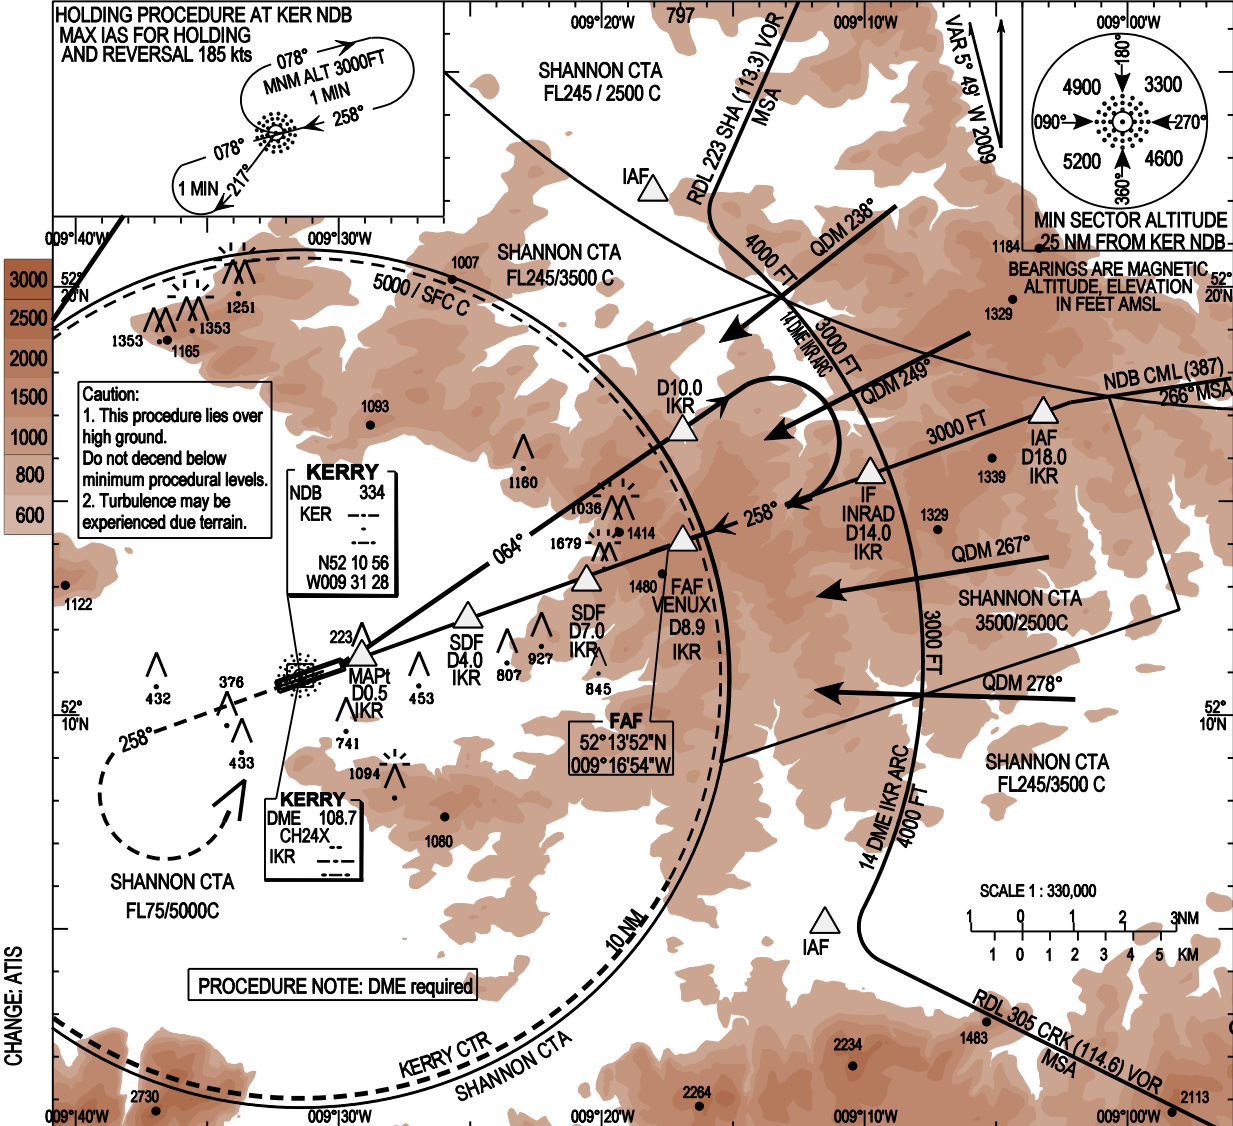 HOLDING PROCEDURE AT KER NDB
MAX IAS FOR HOLDING
AND REVERSAL 185 kts
078°
MNM ALT 3000FT
1 MIN
258°
078°
1 MIN
217°
009°20'W
797
009°10'W
009°00'W
SHANNON CTA
FL245 / 2500 C
RDL 223 SHA (113.3) VOR
MSA
VAR 5° 49' W 2009
180°
4900
3300
090°
270°
5200
4600
360°
MIN SECTOR ALTITUDE
25 NM FROM KER NDB
BEARINGS ARE MAGNETIC
ALTITUDE, ELEVATION
IN FEET AMSL
IAF
009°40'W
009°30'W
SHANNON CTA
FL245/3500 C
4000 FT
QDM 238°
1184
52°
20'N
52°
20'N
3000
2500
2000
1500
1000
800
600
1251
1353
1353
1165
5000 / SFC C
1007
1329
14 DME IKR ARC
3000 FT
QDM 249°
NDB CML (387)
266° MSA
Caution:
1. This procedure lies over
high ground.
Do not decend below
minimum procedural levels.
2. Turbulence may be
experienced due terrain.
1093
D10.0
IKR
3000 FT
IAF
D18.0
IKR
1339
KERRY
NDB 334
KER
N52 10 56
W009 31 28
1160
1036
1414
1679
064°
258°
IF
INRAD
D14.0
IKR
1329
QDM 267°
1122
1480
FAF
VENUX
D8.9
IKR
SDF
D7.0
IKR
SDF
D4.0
IKR
SHANNON CTA
3500/2500C
3000 FT
223
MAPt
D0.5
IKR
453
807
927
845
432
376
433
741
258°
QDM 278°
52°
10'N
52°
10'N
FAF
52°13'52"N
009°16'54"W
1094
1080
KERRY
DME 108.7
CH24X
IKR
SHANNON CTA
FL245/3500 C
14 DME IKR ARC
4000 FT
SHANNON CTA
FL75/5000C
SCALE 1 : 330,000
1 0 1 2 3NM
1 0 1 2 3 4 5 KM
10 NM
IAF
PROCEDURE NOTE: DME required
CHANGE: ATIS
KERRY CTR
SHANNON CTA
RDL 305 CRK (114.6) VOR
MSA
1483
2234
2264
2730
2113
009°40'W
009°30'W
009°20'W
009°10'W
009°00'W